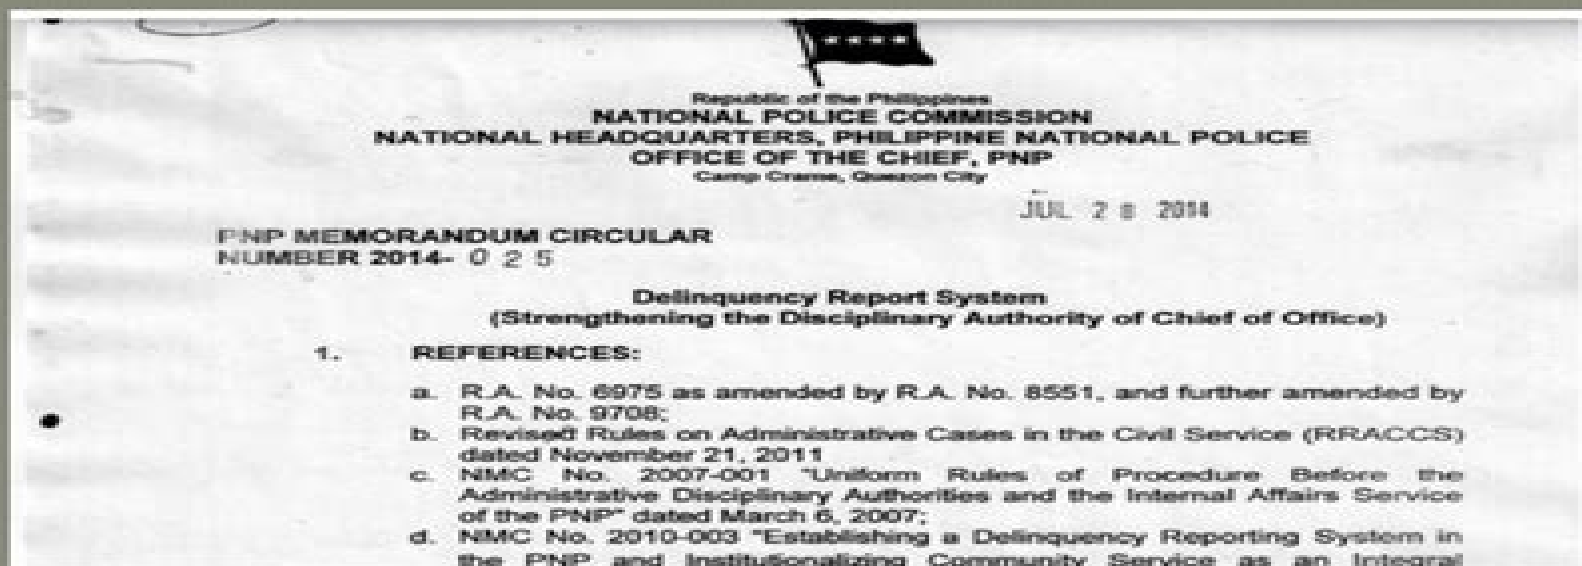 Republic of the Philippines
NATIONAL POLICE COMMISSION
NATIONAL HEADQUARTERS, PHILIPPINE NATIONAL POLICE
OFFICE OF THE CHIEF, PNP
Camp Crame, Quezon City
JUL 28 2014
PNP MEMORANDUM CIRCULAR
NUMBER 2014- 025
Delinquency Report System
(Strengthening the Disciplinary Authority of Chief of Office)
1. REFERENCES:
a. R.A. No. 6975 as amended by R.A. No. 8551, and further amended by
R.A. No. 9708;
b. Revised Rules on Administrative Cases in the Civil Service (RRACCS)
dated November 21, 2011
c. NMC No. 2007-001 "Uniform Rules of Procedure Before the
Administrative Disciplinary Authorities and the Internal Affairs Service
of the PNP" dated March 6, 2007;
d. NMC No. 2010-003 "Establishing a Delinquency Reporting System in
the PNP and Institutionalizing Community Service as an Integral